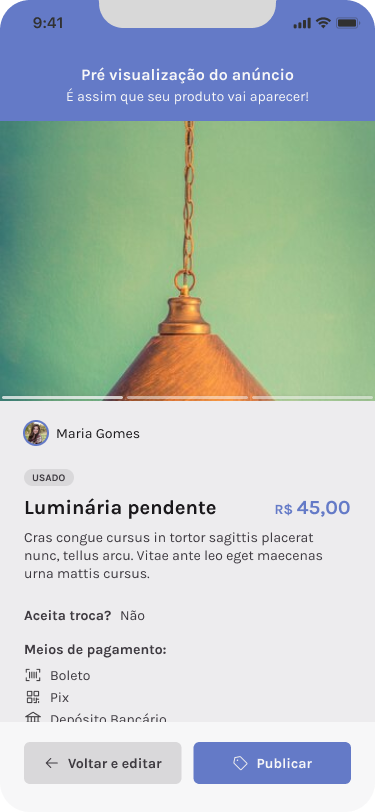 9:41
Pré visualização do anúncio
É assim que seu produto vai aparecer!
Maria Gomes
USADO
Luminária pendente
R$ 45,00
Cras congue cursus in tortor sagittis placerat
nunc, tellus arcu. Vitae ante leo eget maecenas
urna mattis cursus.
Aceita troca? Não
Meios de pagamento:
Boleto
Pix
Depósito Bancário
Voltar e editar
Publicar